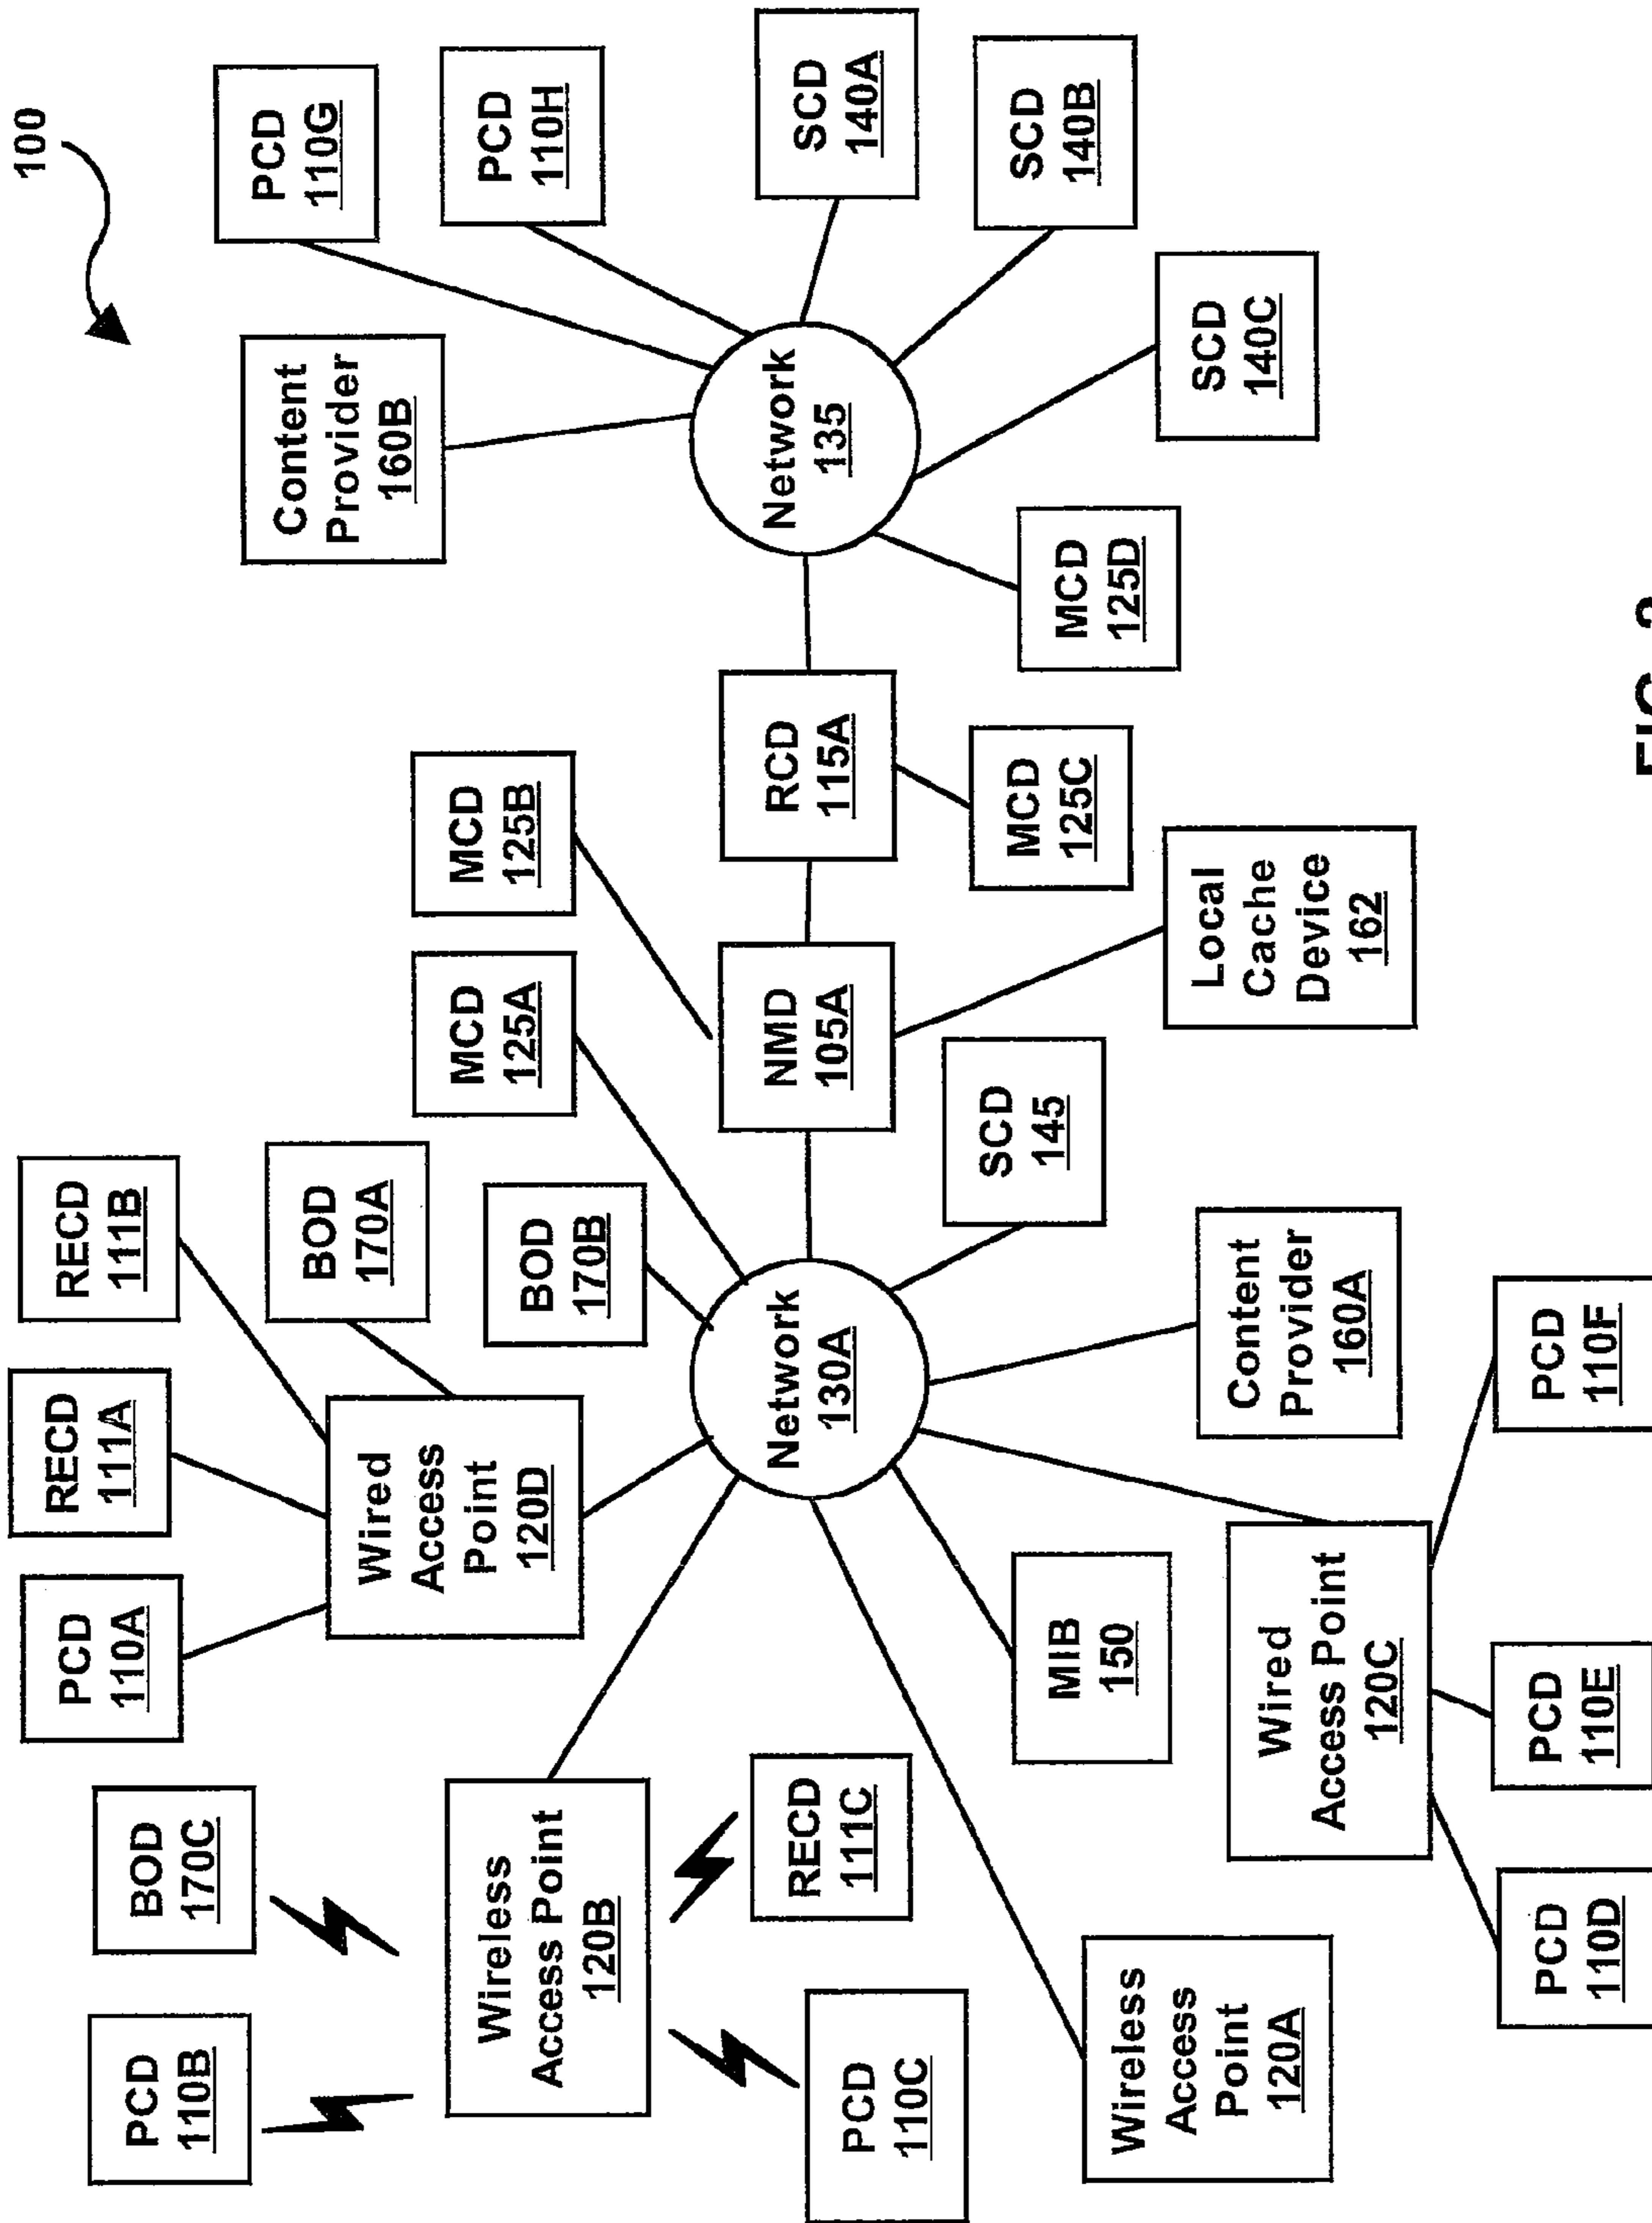 100
PCD
110B
BOD
170C
PCD
110A
RECD
111A
RECD
111B
BOD
170A
Content
Provider
160B
PCD
110G
Wireless
Access Point
120B
Wired
Access
Point
120D
BOD
170B
MCD
125A
MCD
125B
PCD
110H
PCD
110C
RECD
111C
Network
130A
NMD
105A
RCD
115A
Network
135
SCD
140A
Wireless
Access
Point
120A
MIB
150
SCD
145
MCD
125C
MCD
125D
SCD
140B
Wired
Access Point
120C
Content
Provider
160A
Local
Cache
Device
162
SCD
140C
PCD
110D
PCD
110E
PCD
110F
FIG.